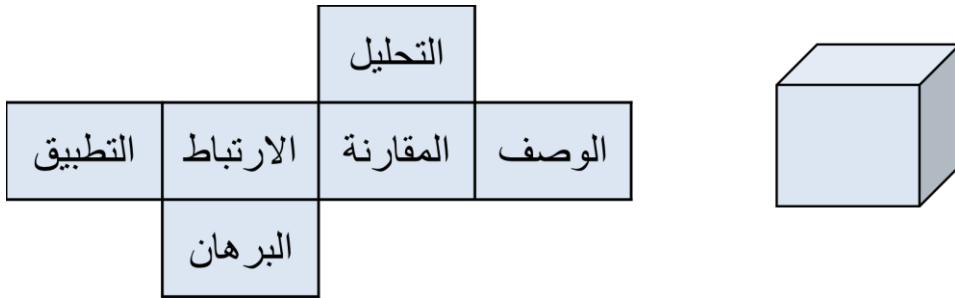 التحليل
الوصف المقارنة الارتباط التطبيق
البرهان